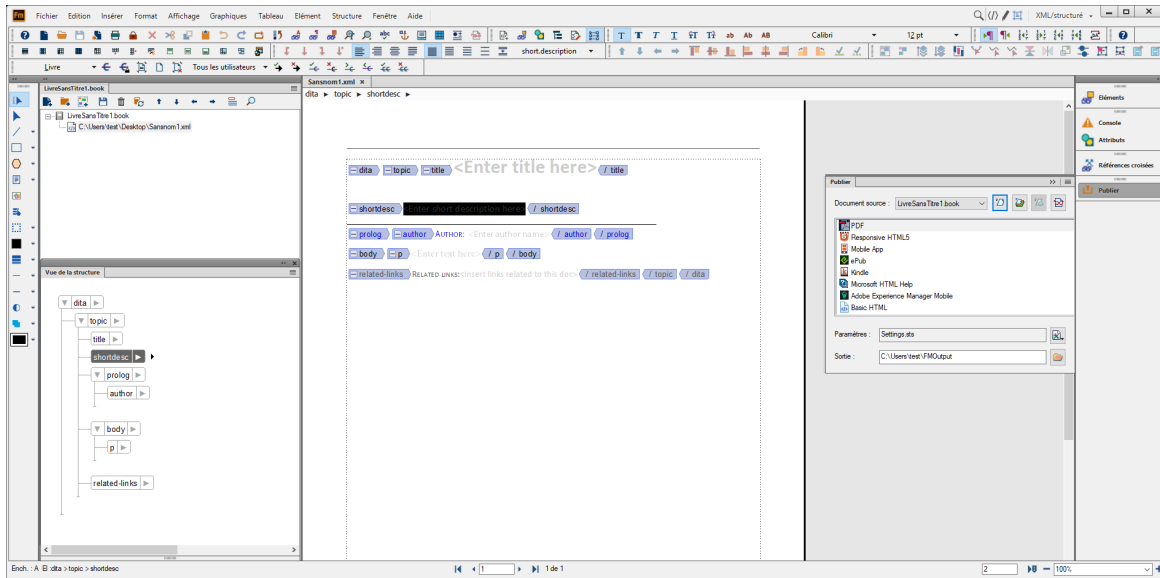 Fm Fichier Edition Insérer Format Affichage Graphiques Tableau Elément Structure Fenêtre Aide XML/structuré
short.description Calibri 12 pt
Livre Tous les utilisateurs
LivreSansTitre1.book
LivreSansTitre1.book
C:\Users\test\Desktop\Sansnom1.xml
Vue de la structure
dita
topic
title
shortdesc
prolog
author
body
p
related-links
Sansnom1.xml ×
dita ▸ topic ▸ shortdesc ▸
dita topic title <Enter title here> / title
shortdesc <Enter short description here> / shortdesc
prolog author AUTHOR: <Enter author name> / author / prolog
body p <Enter text here> / p / body
related-links RELATED LINKS: <Insert links related to this doc> / related-links / topic / dita
Publier
Document source : LivreSansTitre1.book
PDF
Responsive HTML5
Mobile App
ePub
Kindle
Microsoft HTML Help
Adobe Experience Manager Mobile
Basic HTML
Paramètres : Settings.sts
Sortie : C:\Users\test\FMOutput
Eléments
Console
Attributs
Références croisées
Publier
Ench. : A El :dita > topic > shortdesc 1 1 de 1 2 100%